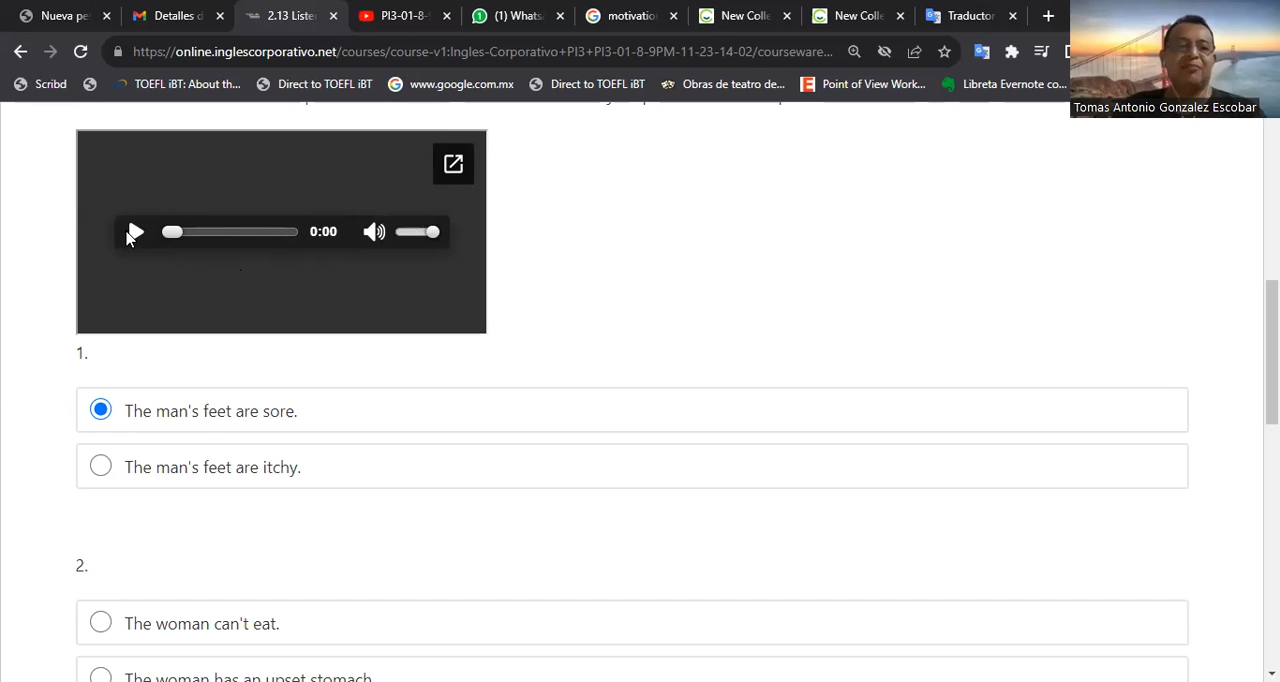 Nueva pe
Detalles d
2.13 Liste
PI3-01-8-
(1) Whats
motivatio
New Colle
New Colle
Traductor
https://online.inglescorporativo.net/courses/course-v1:Ingles-Corporativo+PI3+PI3-01-8-9PM-11-23-14-02/courseware...
Scribd
TOEFL iBT: About th...
Direct to TOEFL iBT
www.google.com.mx
Direct to TOEFL iBT
Obras de teatro de...
Point of View Work...
Libreta Evernote co...
Tomas Antonio Gonzalez Escobar
0:00
1.
The man's feet are sore.
The man's feet are itchy.
2.
The woman can't eat.
The woman has an upset stomach.